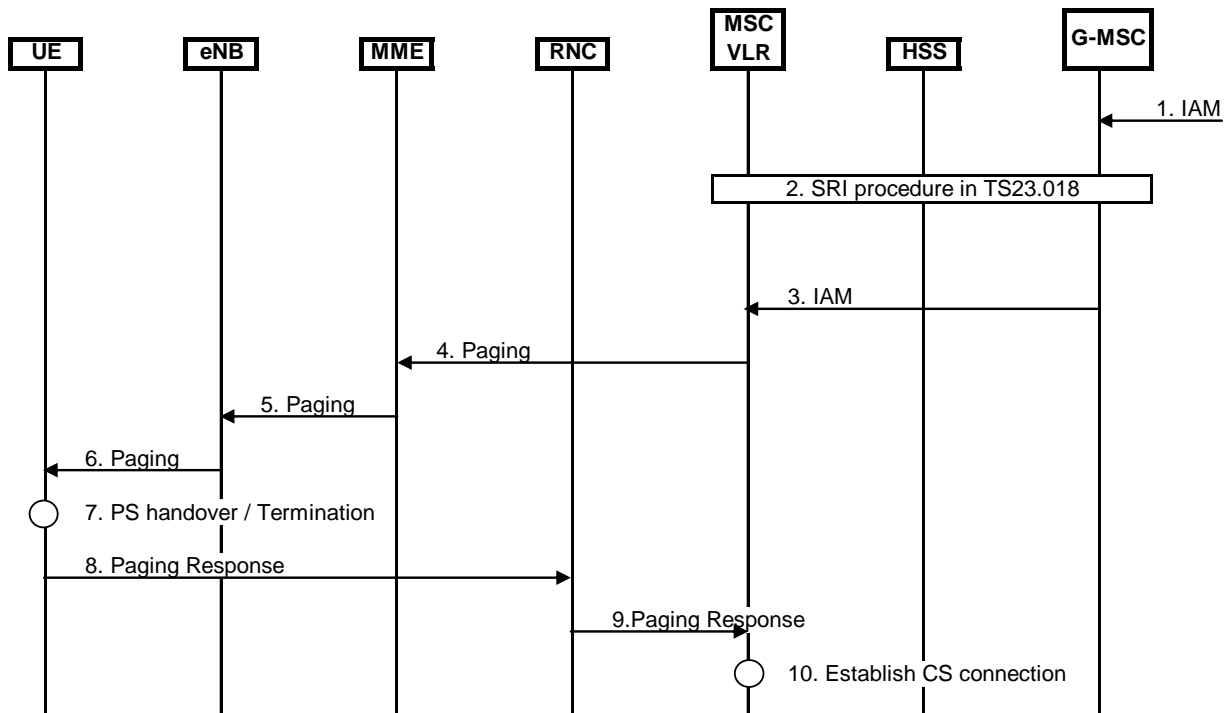 UE
eNB
MME
RNC
MSC
VLR
HSS
G-MSC
1. IAM
2. SRI procedure in TS23.018
3. IAM
4. Paging
5. Paging
6. Paging
7. PS handover / Termination
8. Paging Response
9.Paging Response
10. Establish CS connection